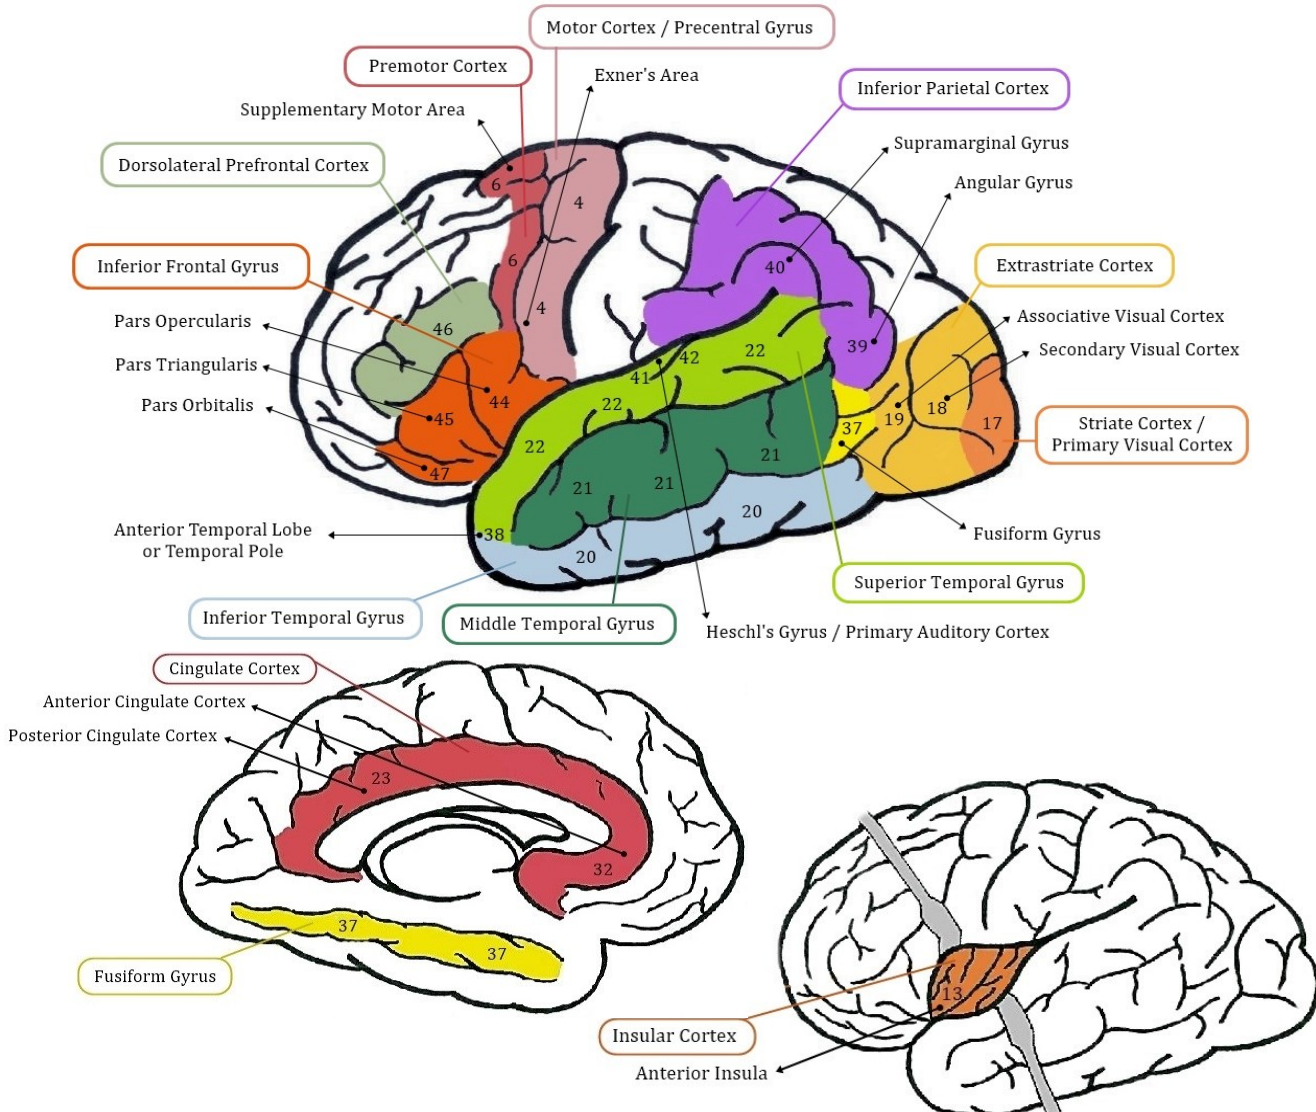 Motor Cortex / Precentral Gyrus
Premotor Cortex
Exner's Area
Inferior Parietal Cortex
Supplementary Motor Area
Supramarginal Gyrus
Dorsolateral Prefrontal Cortex
Angular Gyrus
6
4
Inferior Frontal Gyrus
6
40
Extrastriate Cortex
Pars Opercularis
46
4
Associative Visual Cortex
Pars Triangularis
42
22
39
Secondary Visual Cortex
41
Pars Orbitalis
45
44
22
37
19
18
17
Striate Cortex /
Primary Visual Cortex
47
22
21
21
21
20
Anterior Temporal Lobe
or Temporal Pole
38
20
Fusiform Gyrus
Superior Temporal Gyrus
Inferior Temporal Gyrus
Middle Temporal Gyrus
Heschl's Gyrus / Primary Auditory Cortex
Cingulate Cortex
Anterior Cingulate Cortex
Posterior Cingulate Cortex
23
32
37
37
Fusiform Gyrus
13
Insular Cortex
Anterior Insula